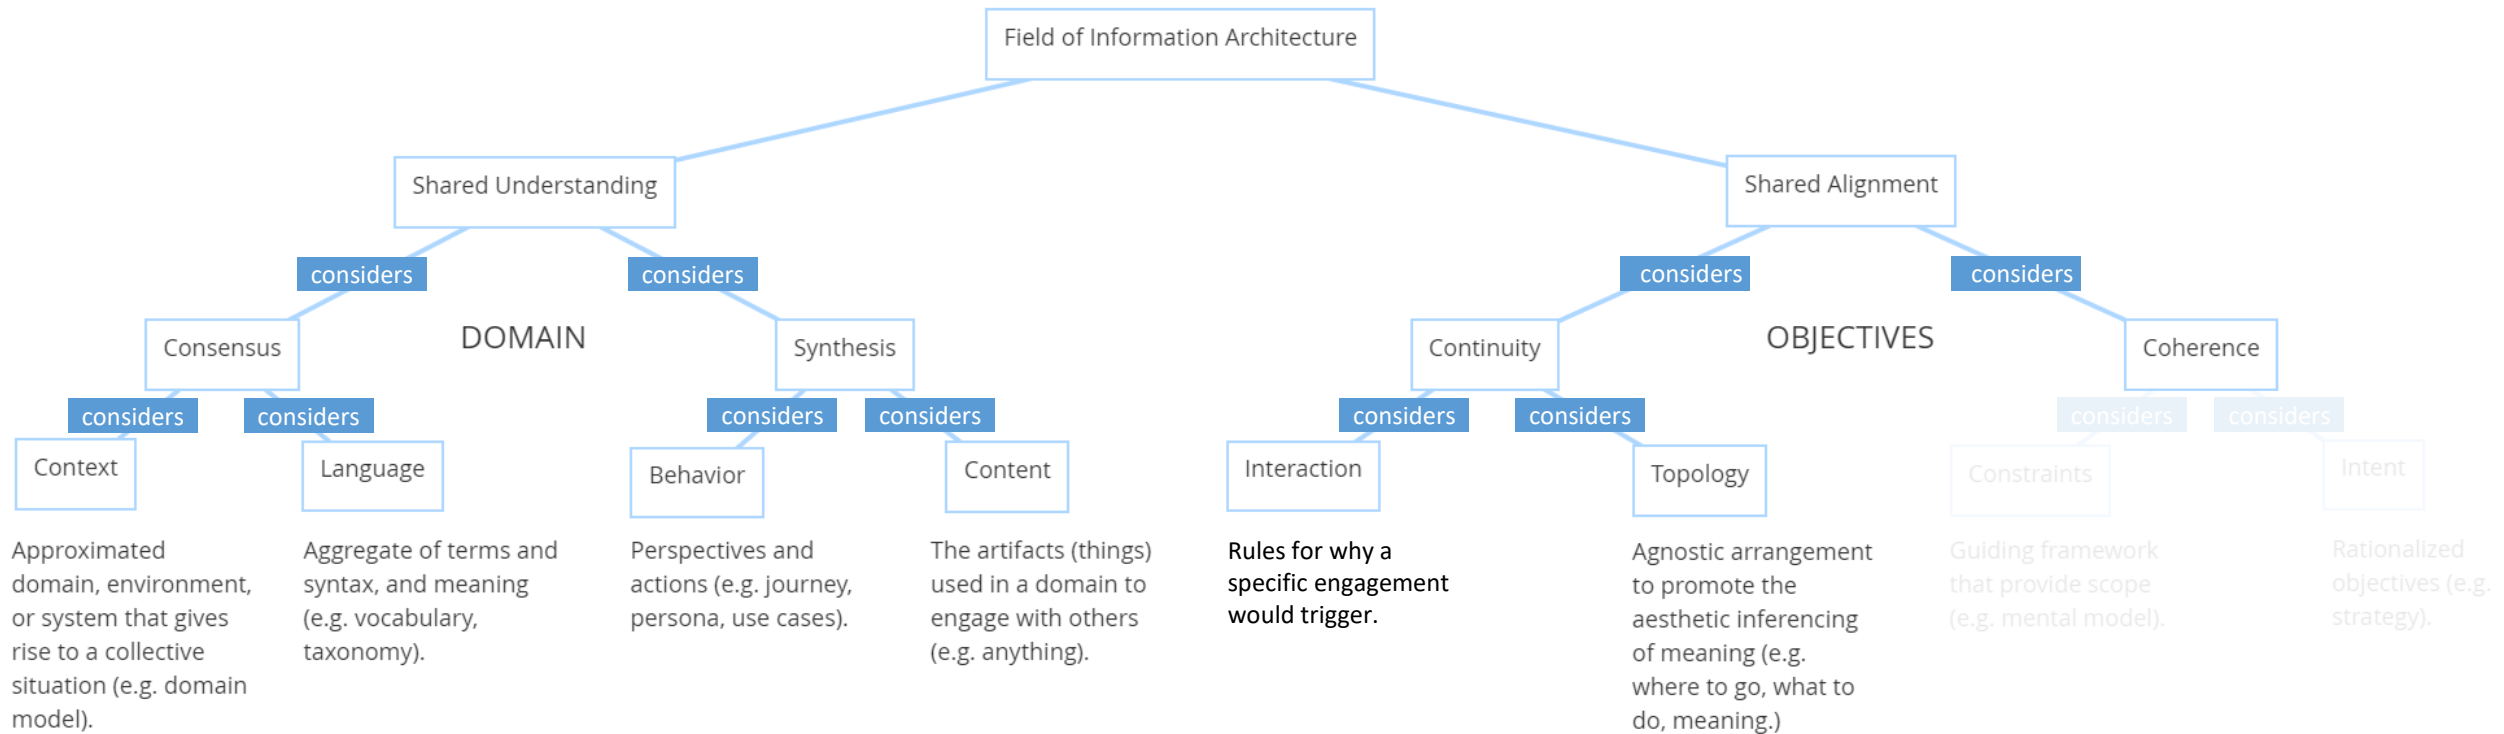 Field of Information Architecture
Shared Understanding
Shared Alignment
considers
considers
considers
considers
Consensus
DOMAIN
Synthesis
Continuity
OBJECTIVES
Coherence
considers
considers
considers
considers
considers
considers
considers
considers
Context
Language
Behavior
Content
Interaction
Topology
Constraints
Intent
Approximated
domain, environment,
or system that gives
rise to a collective
situation (e.g. domain
model).
Aggregate of terms and
syntax, and meaning
(e.g. vocabulary,
taxonomy).
Perspectives and
actions (e.g. journey,
persona, use cases).
The artifacts (things)
used in a domain to
engage with others
(e.g. anything).
Rules for why a
specific engagement
would trigger.
Agnostic arrangement
to promote the
aesthetic inferencing
of meaning (e.g.
where to go, what to
do, meaning.)
Guiding framework
that provide scope
(e.g. mental model).
Rationalized
objectives (e.g.
strategy).